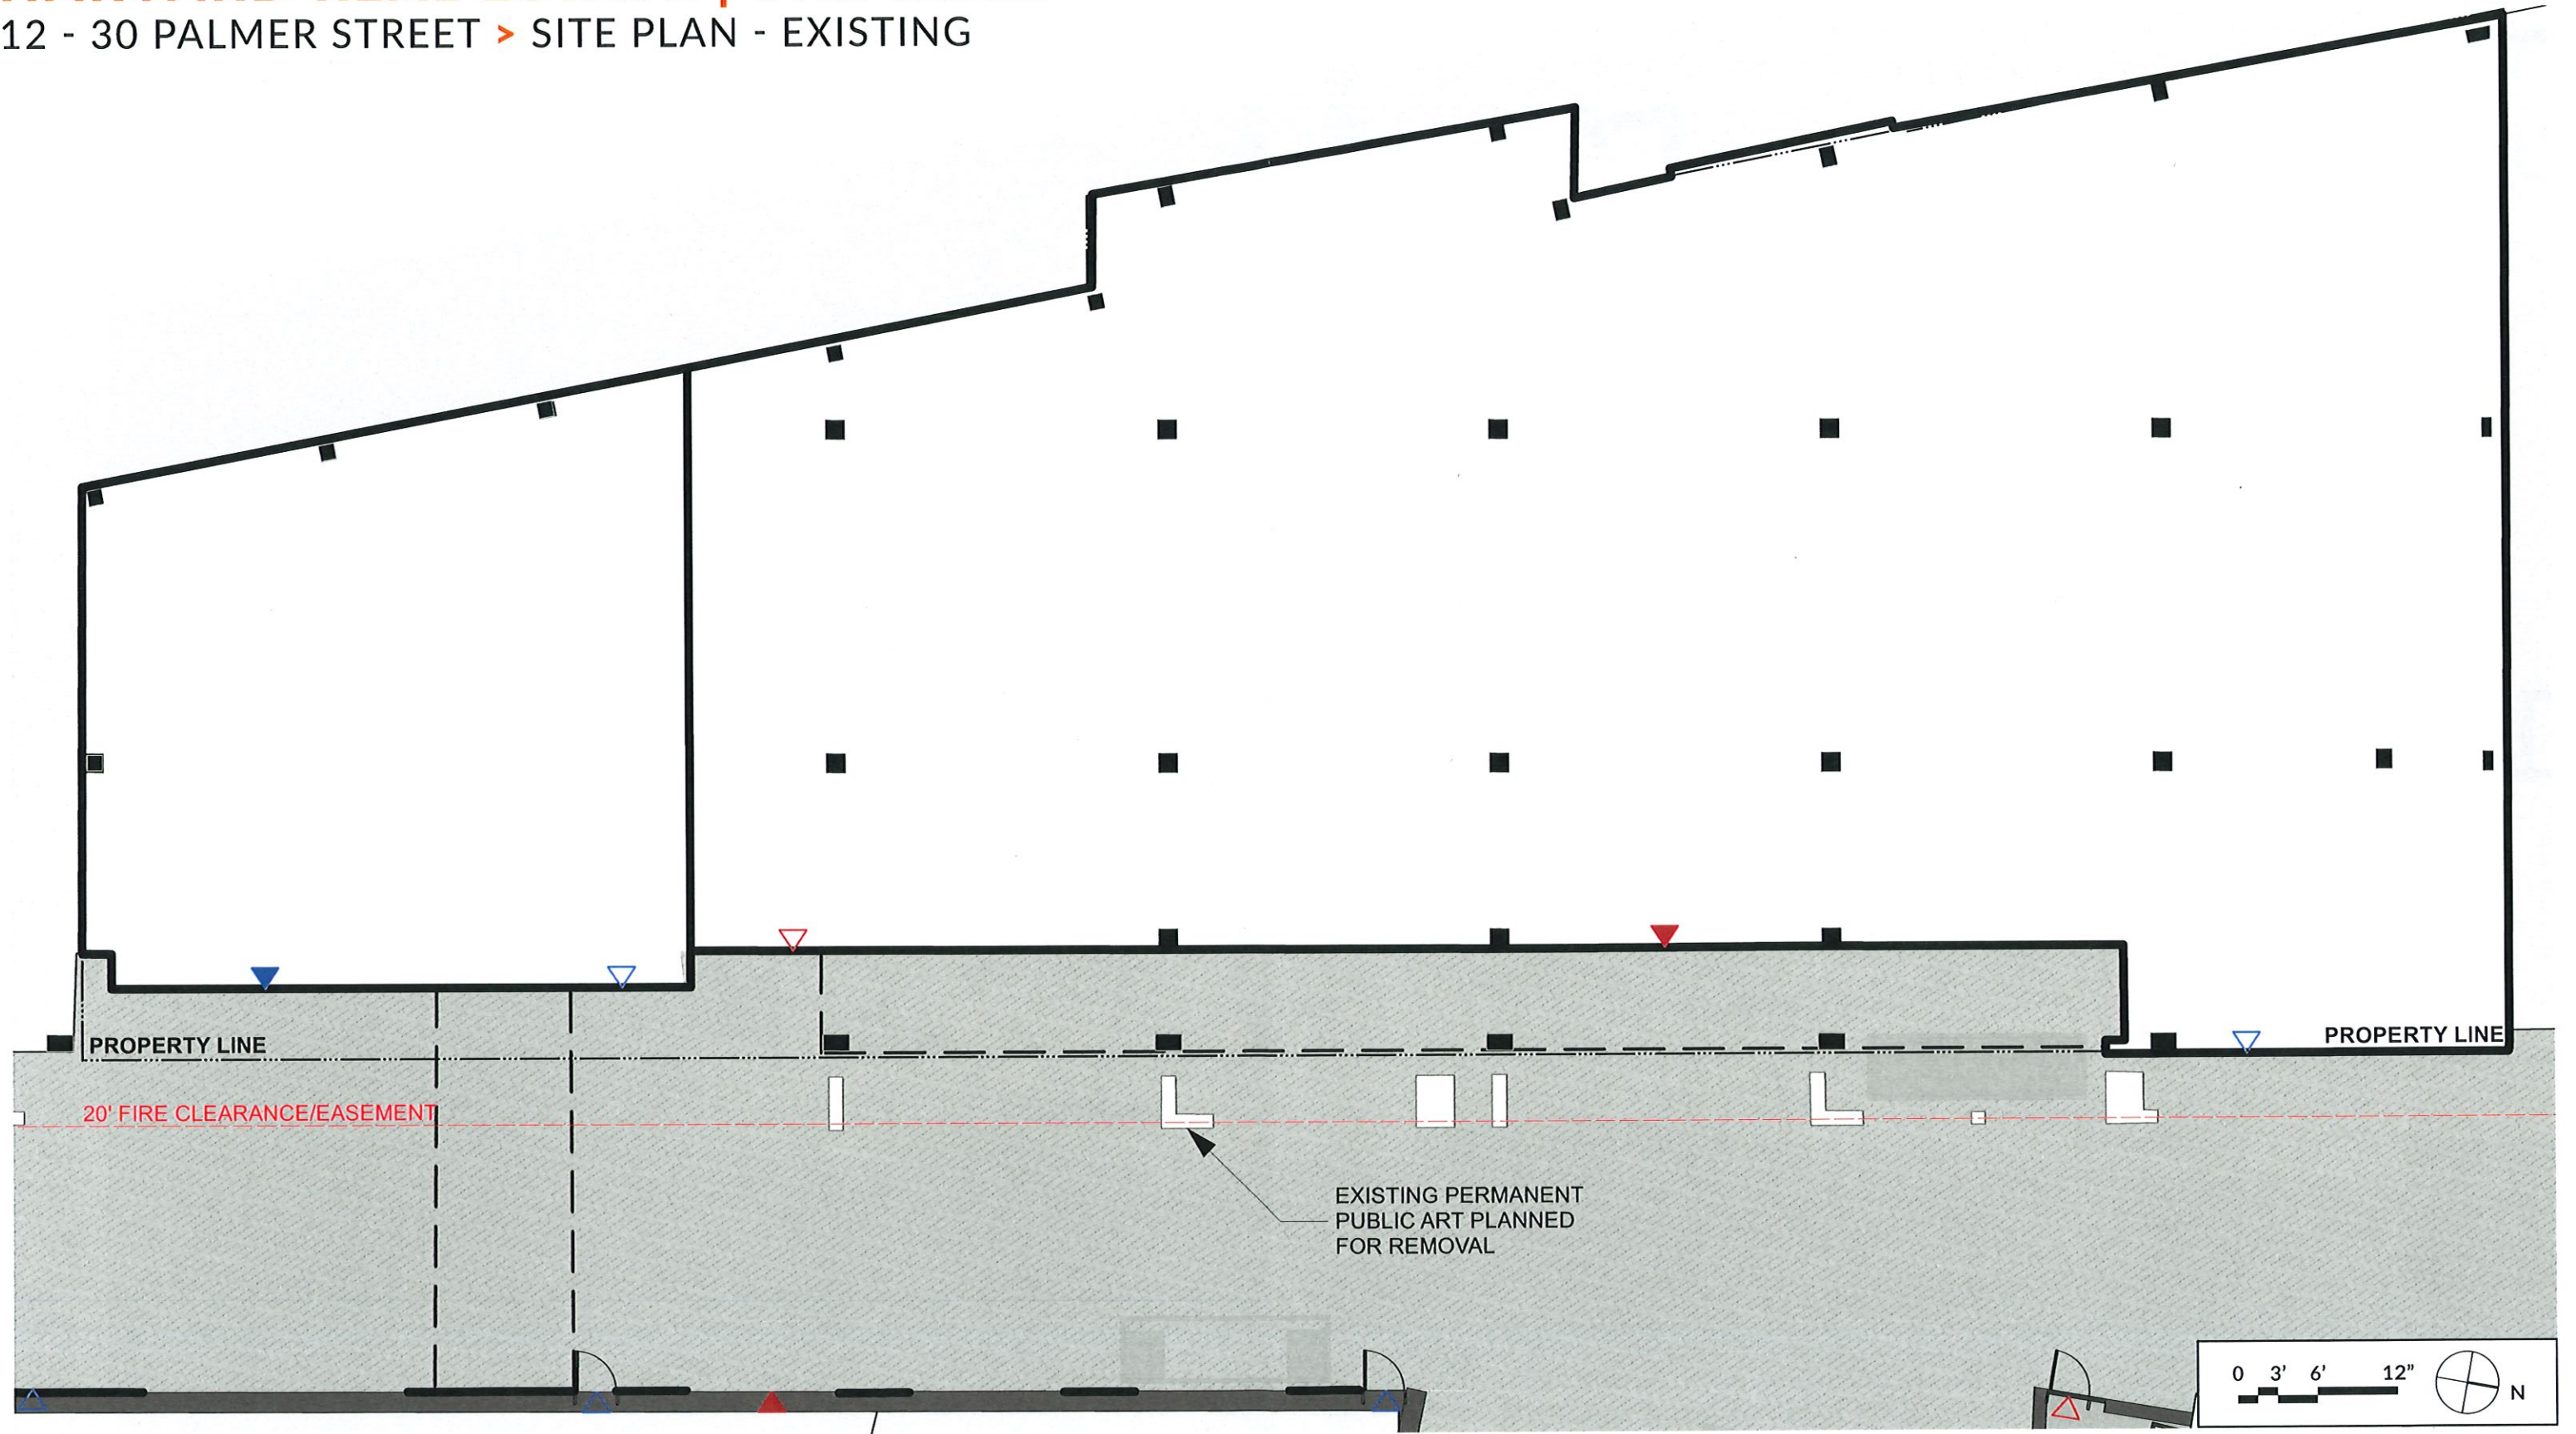 12 - 30 PALMER STREET > SITE PLAN - EXISTING
PROPERTY LINE
PROPERTY LINE
20' FIRE CLEARANCE/EASEMENT
EXISTING PERMANENT
PUBLIC ART PLANNED
FOR REMOVAL
0 3' 6' 12”
N